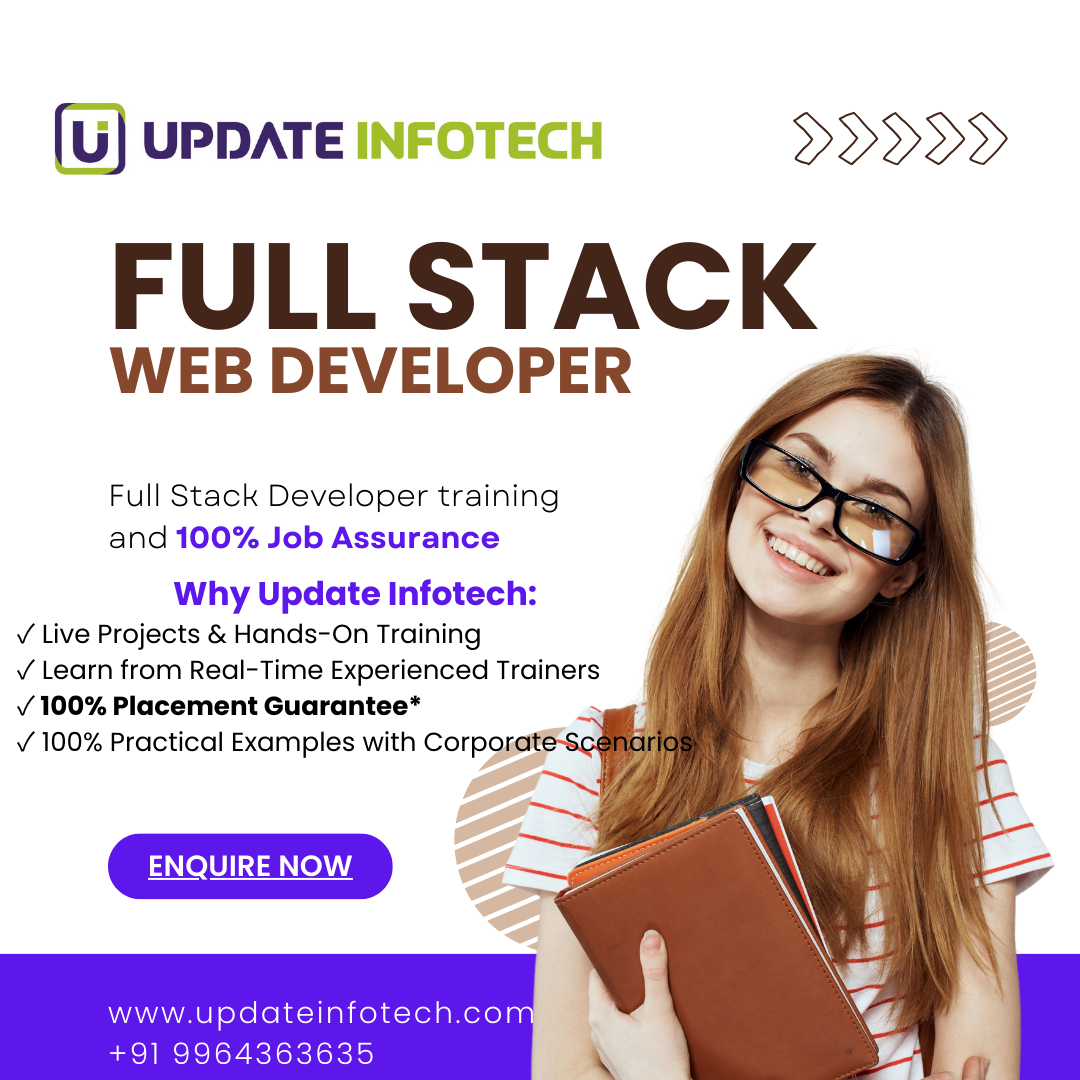 Ui UPDATE INFOTECH
FULL STACK
WEB DEVELOPER
Full Stack Developer training
and 100% Job Assurance
Why Update Infotech:
✓ Live Projects & Hands-On Training
✓ Learn from Real-Time Experienced Trainers
✓ 100% Placement Guarantee*
✓ 100% Practical Examples with Corporate Scenarios
ENQUIRE NOW
www.updateinfotech.com
+91 9964363635